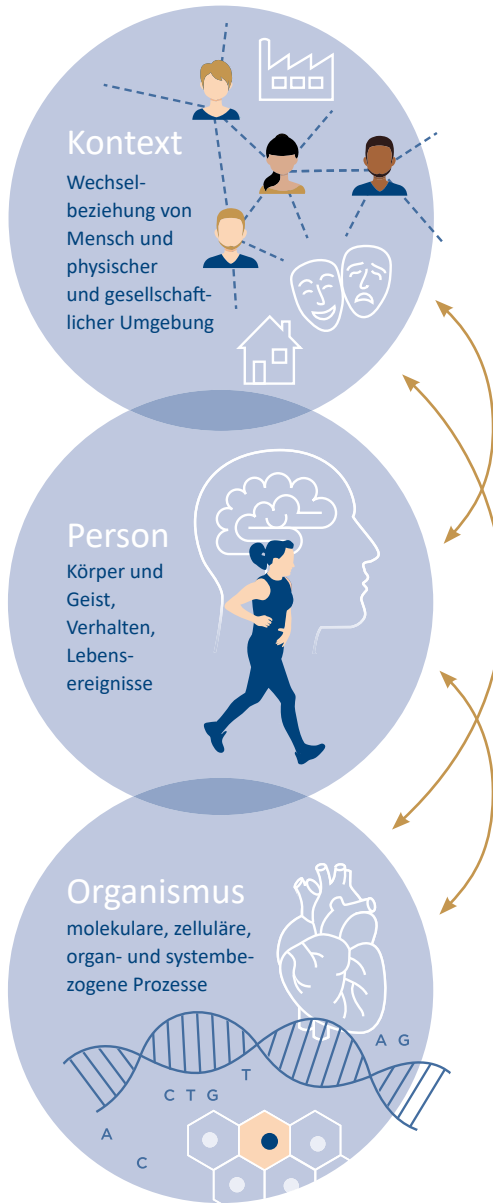 Kontext
Wechsel-
beziehung von
Mensch und
physischer
und gesellschaft-
licher Umgebung
Person
Körper und
Geist,
Verhalten,
Lebens-
ereignisse
Organismus
molekulare, zelluläre,
organ- und systembe-
zogene Prozesse
A G
T
C T G
A
C